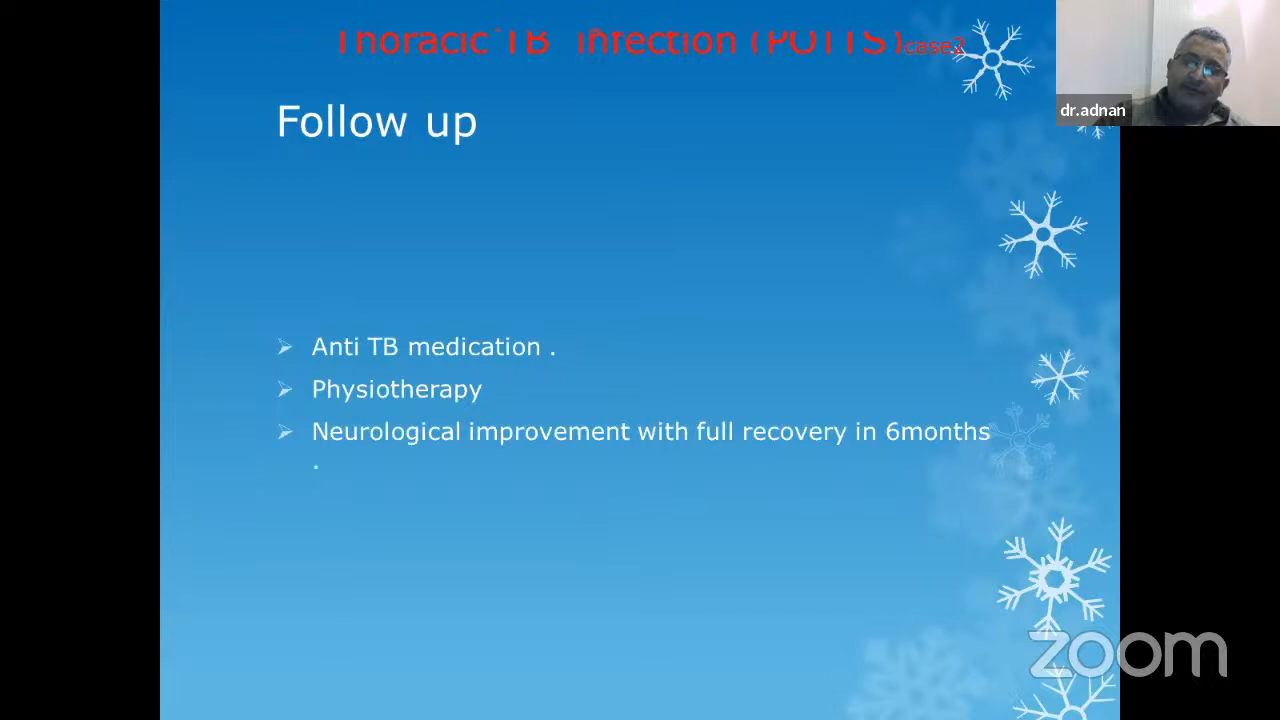 Thoracic TB infection (POTTS)case2
dr.adnan
Follow up
Anti TB medication .
Physiotherapy
Neurological improvement with full recovery in 6months
.
zoom